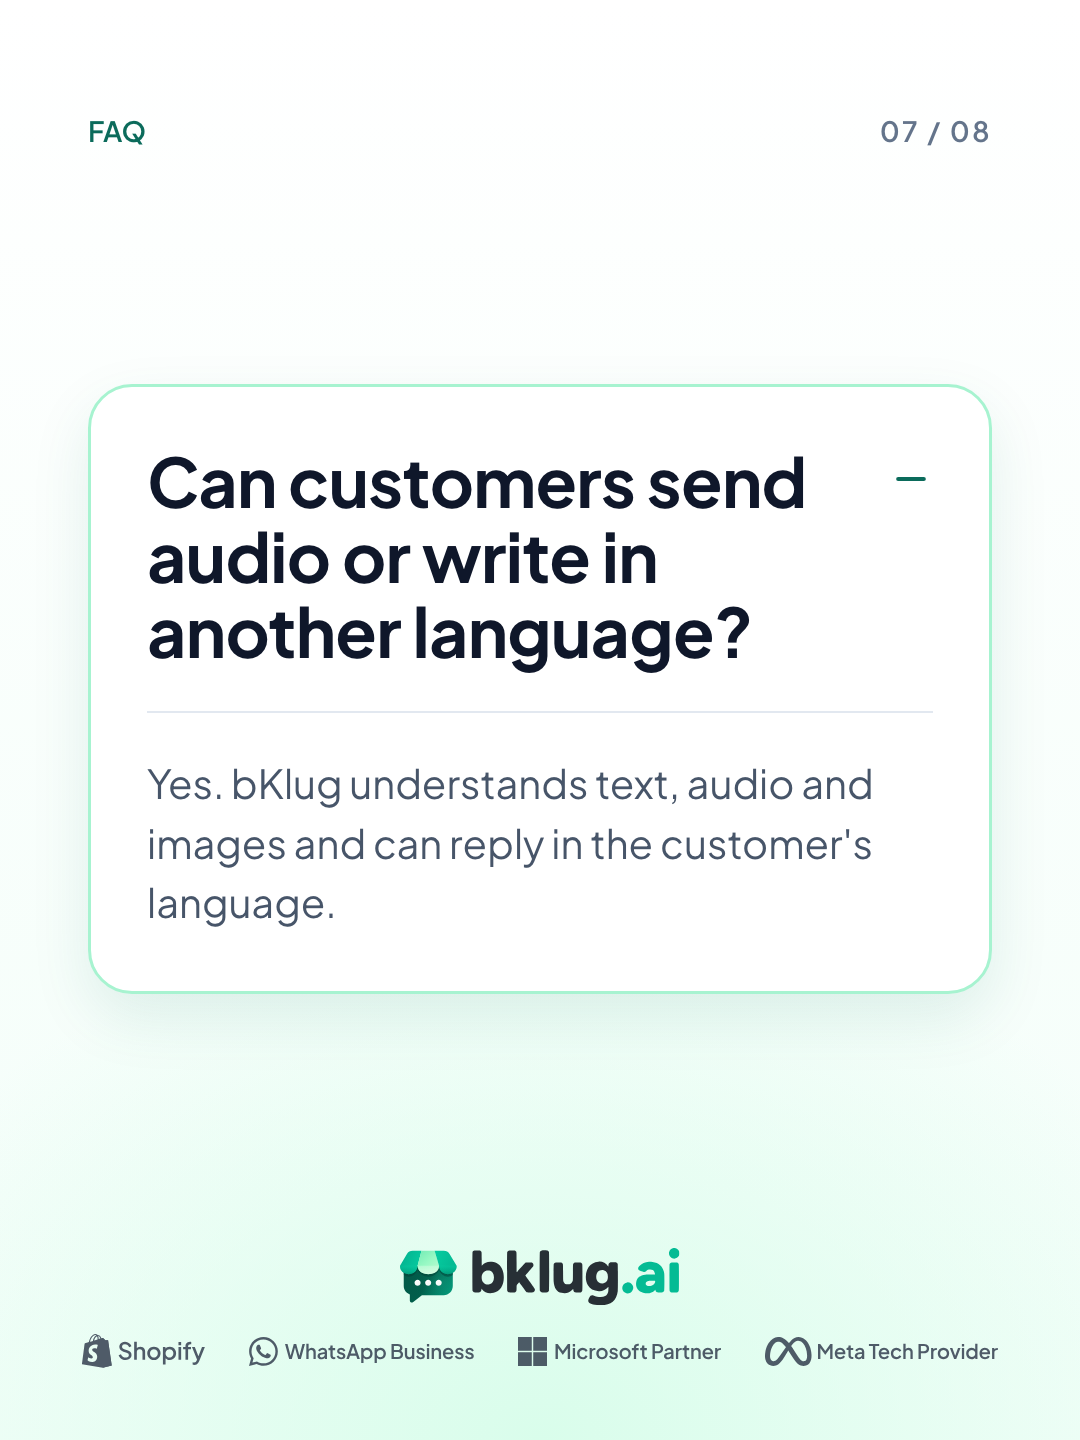 FAQ
07 / 08
Can customers send
audio or write in
another language?
Yes. bKlug understands text, audio and
images and can reply in the customer's
language.
bklug.ai
Shopify
WhatsApp Business
Microsoft Partner
Meta Tech Provider